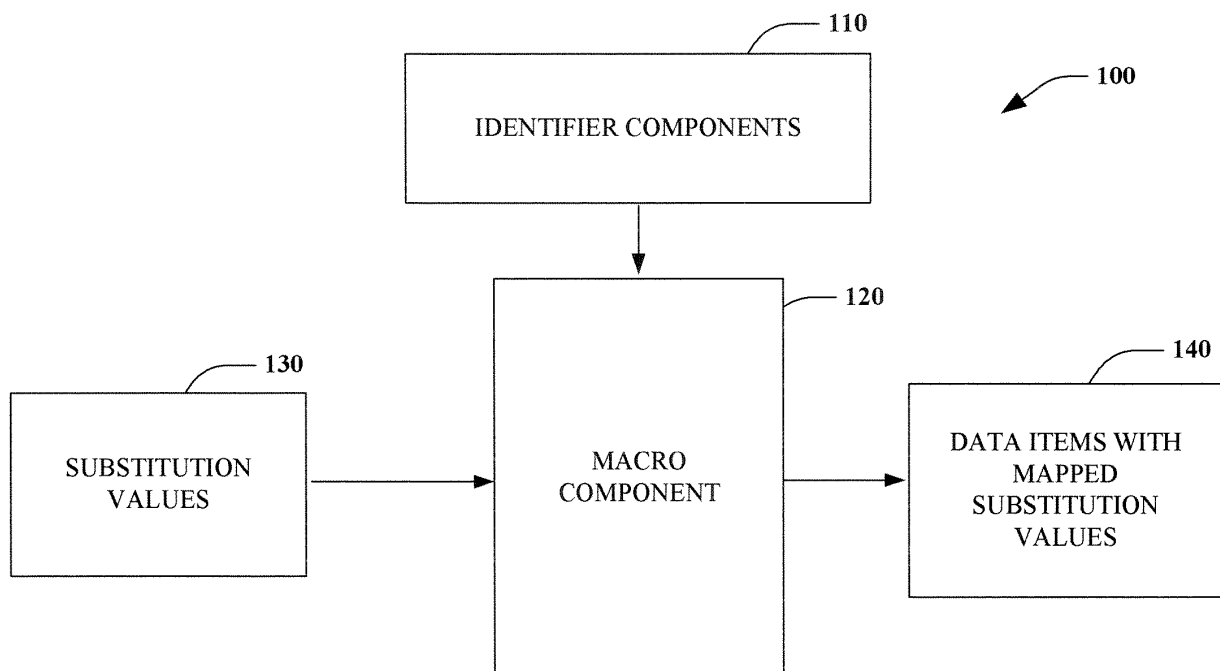 110
100
IDENTIFIER COMPONENTS
120
130
140
SUBSTITUTION
VALUES
MACRO
COMPONENT
DATA ITEMS WITH
MAPPED
SUBSTITUTION
VALUES